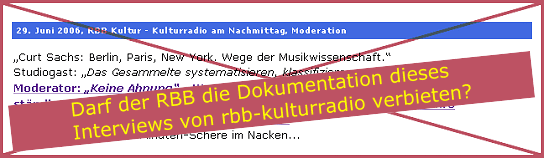 29. Juni 2006, RBB Kultur - Kulturradio am Nachmittag, Moderation
„Curt Sachs: Berlin, Paris, New York. Wege der Musikwissenschaft.“
Studiogast: „Das Gesammelte systematisieren, klassifizieren
Moderator: „Keine Ahnung“
Darf der RBB die Dokumentation dieses
Interviews von rbb-kulturradio verbieten?
-Schere im Nacken...